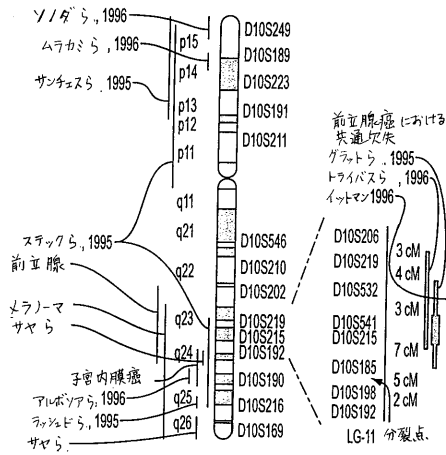 ソノダら,1996
ムラカミら,1996
サンチェスら.1995
p15
p14
p13
p12
p11
q11
q21
q22
q23
q24
q25
q26
ステックら,1995
前立腺
メラノーマ
サヤら
子宮内膜癌
アルボソアら,1996
ラッシュドら,1995
サヤら.
D10S249
D10S189
D10S223
D10S191
D10S211
D10S546
D10S210
D10S202
D10S219
D10S215
D10S192
D10S190
D10S216
D10S169
前立腺癌における
共通欠失
グラットら.1995
トライバスら,1996
イットマン1996
D10S206
D10S219
D10S532
D10S541
D10S215
D10S185
D10S198
D10S192
3 cM
4 cM
3 cM
7 cM
5 cM
2 cM
LG-11 分裂点.